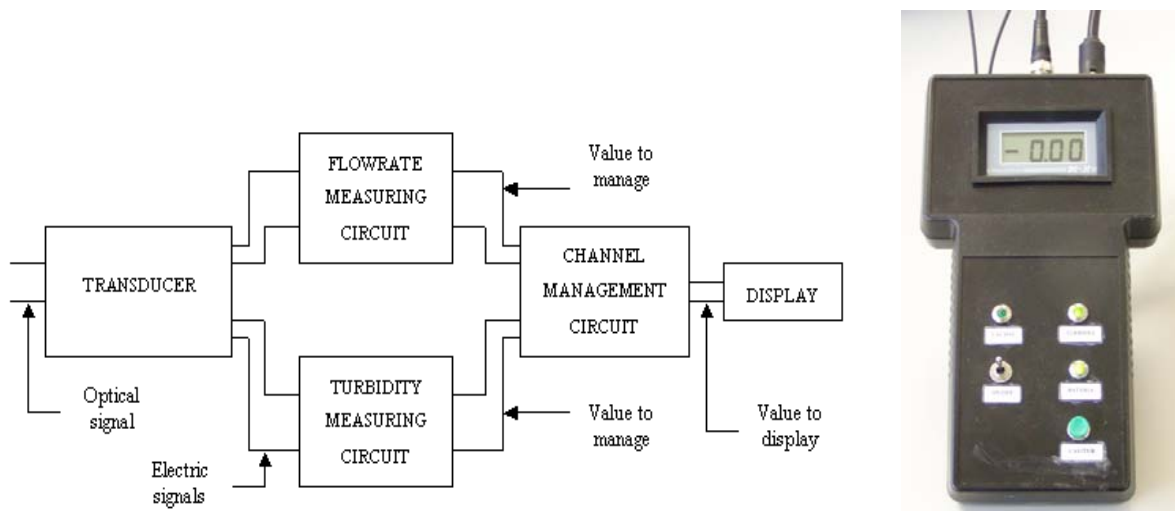 FLOWRATE
MEASURING
CIRCUIT
Value to
manage
TRANSDUCER
CHANNEL
MANAGEMENT
CIRCUIT
DISPLAY
Optical
signal
TURBIDITY
MEASURING
CIRCUIT
Electric
signals
Value to
manage
Value to
display
- 0.00